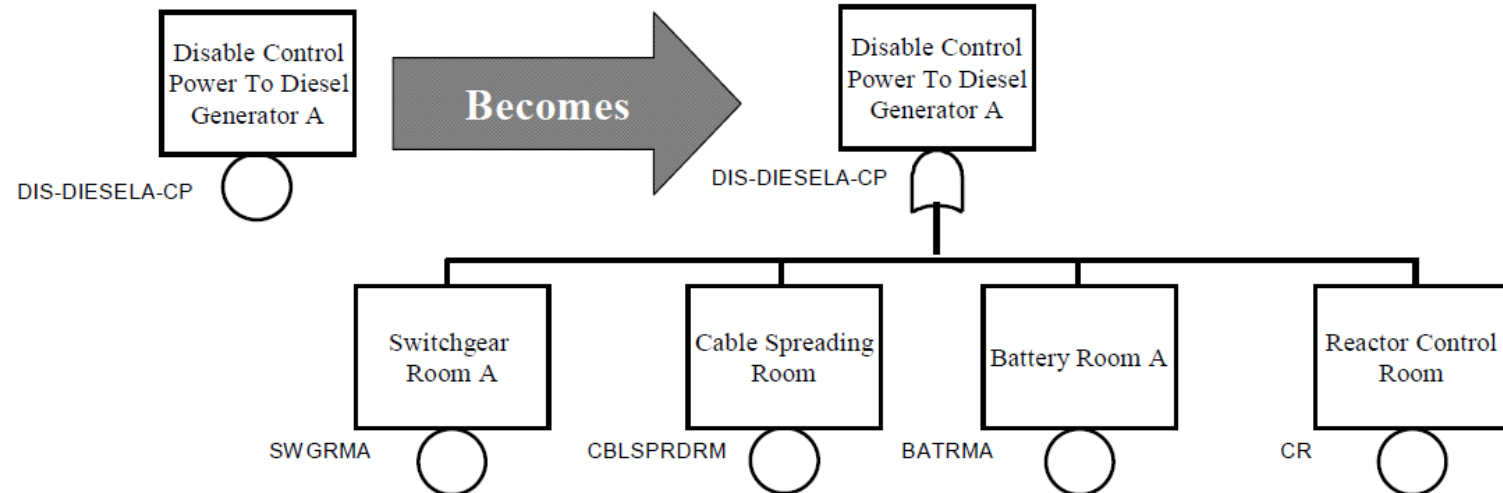 Disable Control
Power To Diesel
Generator A
DIS-DIESELA-CP
Becomes
Disable Control
Power To Diesel
Generator A
DIS-DIESELA-CP
Switchgear
Room A
SWGRMA
Cable Spreading
Room
CBLSPRDRM
Battery Room A
BATRMA
Reactor Control
Room
CR